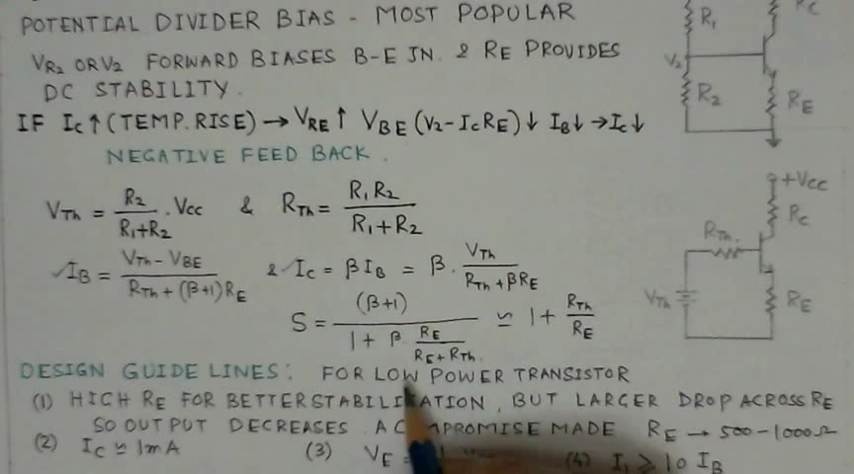 POTENTIAL DIVIDER BIAS - MOST POPULAR
VR2 OR V2 FORWARD BIASES B-E JN. & RE PROVIDES
DC STABILITY.
IF IC↑ (TEMP. RISE) → VRE↑ VBE (V2 - ICRE)↓ IB↓ → IC↓
NEGATIVE FEED BACK.
VTh = R2 / (R1+R2) . VCC & RTh = R1R2 / (R1+R2)
IB = (VTh - VBE) / (RTh + (β+1)RE) & IC = βIB = β . VTh / (RTh + βRE)
S = (β+1) / (1 + β RE / (RE+RTh)) ≃ 1 + RTh / RE
DESIGN GUIDE LINES: FOR LOW POWER TRANSISTOR
(1) HIGH RE FOR BETTER STABILIZATION, BUT LARGER DROP ACROSS RE
SO OUTPUT DECREASES A COMPROMISE MADE RE → 500-1000Ω
(2) IC ≃ 1mA (3) VE = (4) I1 ≥ 10 IB
R1
RC
V2
R2
RE
+VCC
RC
RTh.
VTh
RE